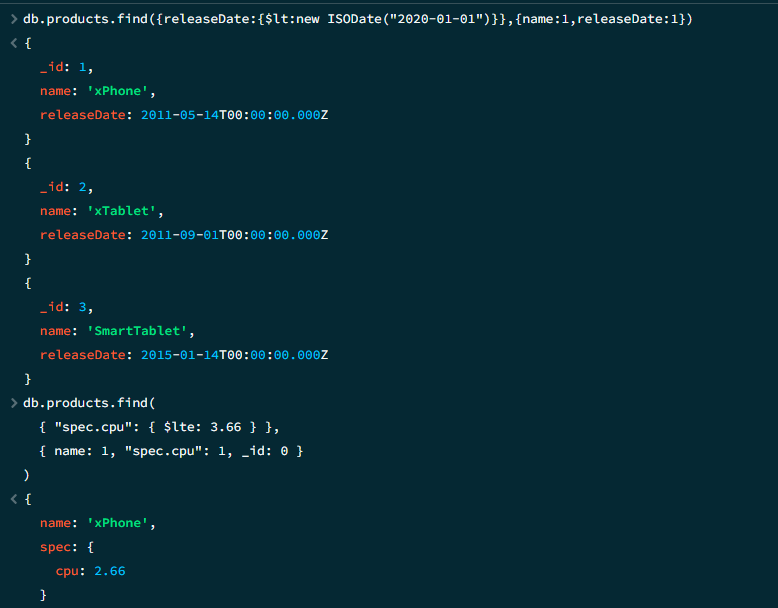 > db.products.find({releaseDate:{$lt:new ISODate("2020-01-01")}},{name:1,releaseDate:1})
< {
_id: 1,
name: 'xPhone',
releaseDate: 2011-05-14T00:00:00.000Z
}
{
_id: 2,
name: 'xTablet',
releaseDate: 2011-09-01T00:00:00.000Z
}
{
_id: 3,
name: 'SmartTablet',
releaseDate: 2015-01-14T00:00:00.000Z
}
> db.products.find(
{ "spec.cpu": { $lte: 3.66 } },
{ name: 1, "spec.cpu": 1, _id: 0 }
)
< {
name: 'xPhone',
spec: {
cpu: 2.66
}